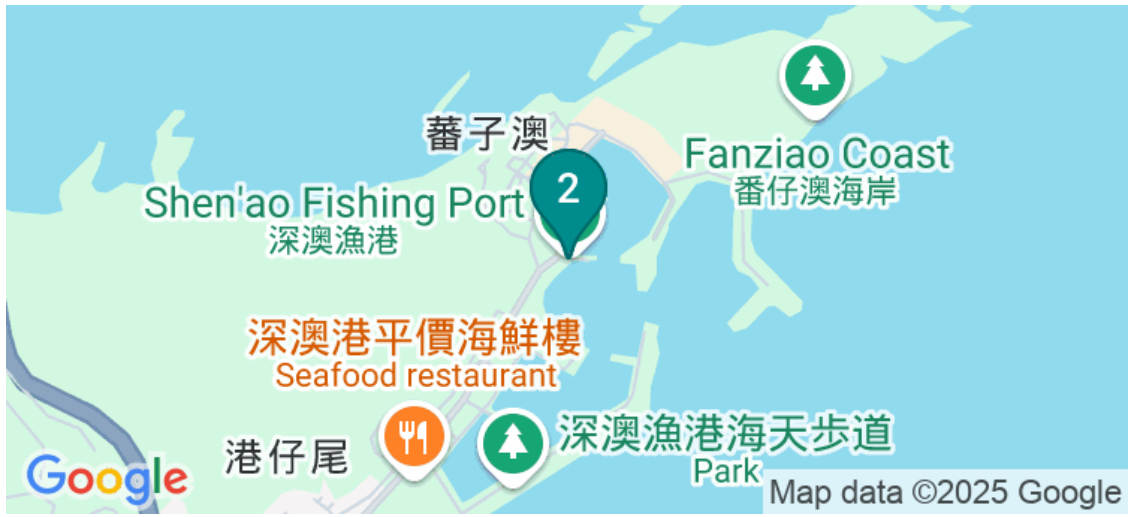 蕃子澳
Fanziao Coast
番仔澳海岸
Shen'ao Fishing Port
深澳漁港
2
深澳港平價海鮮樓
Seafood restaurant
深澳漁港海天步道
Park
港仔尾
Google
Map data ©2025 Google